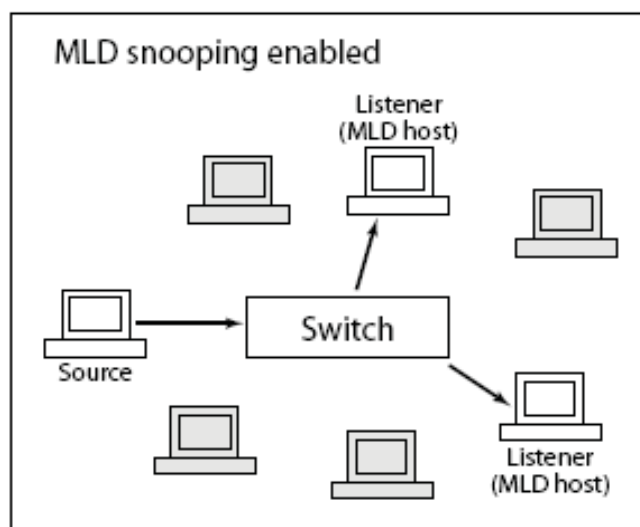 MLD snooping enabled
Listener
(MLD host)
Switch
Source
Listener
(MLD host)